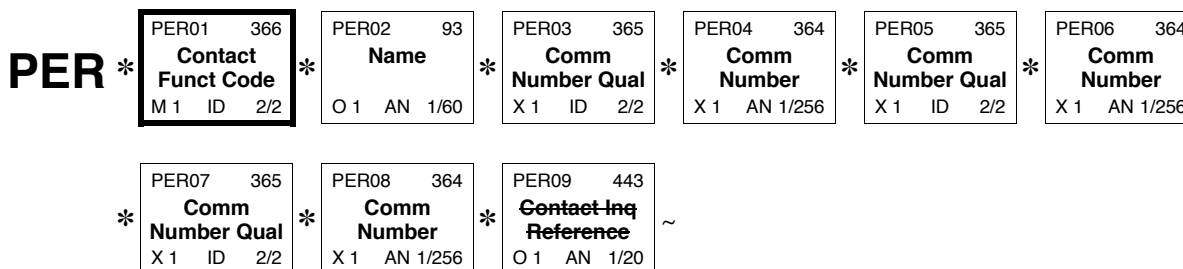 PER01 366 PER02 93 PER03 365 PER04 364 PER05 365 PER06 364
PER * Contact * Name * Comm * Comm * Comm * Comm
Funct Code Number Qual Number Number Qual Number
M 1 ID 2/2 O 1 AN 1/60 X 1 ID 2/2 X 1 AN 1/256 X 1 ID 2/2 X 1 AN 1/256
PER07 365 PER08 364 PER09 443
* Comm * Comm * Contact Inq ~
Number Qual Number Reference
X 1 ID 2/2 X 1 AN 1/256 O 1 AN 1/20